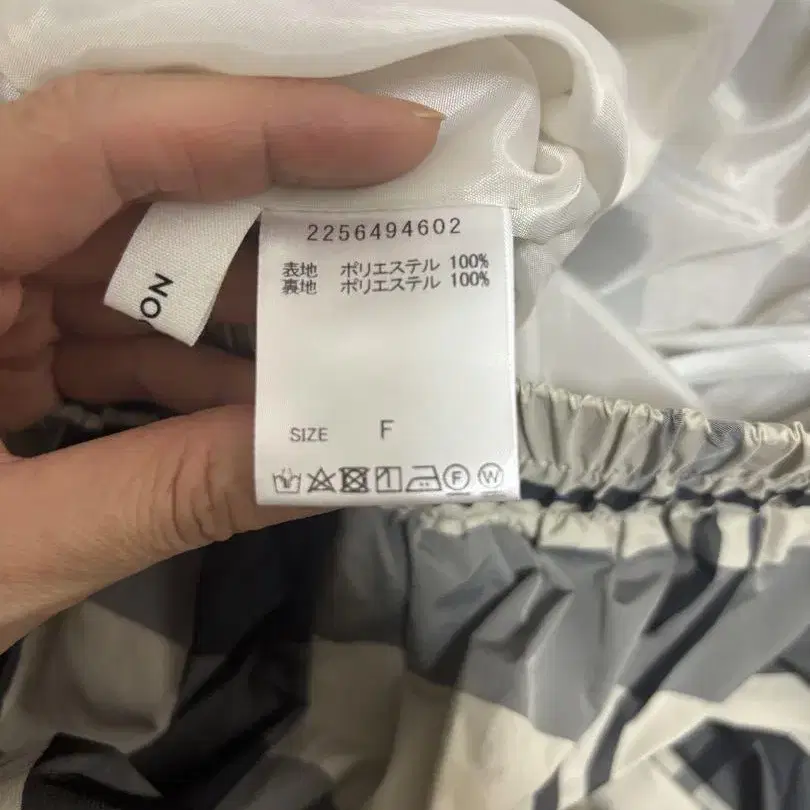 2256494602
表地 ポリエステル 100%
裏地 ポリエステル 100%
SIZE F
F W
NO